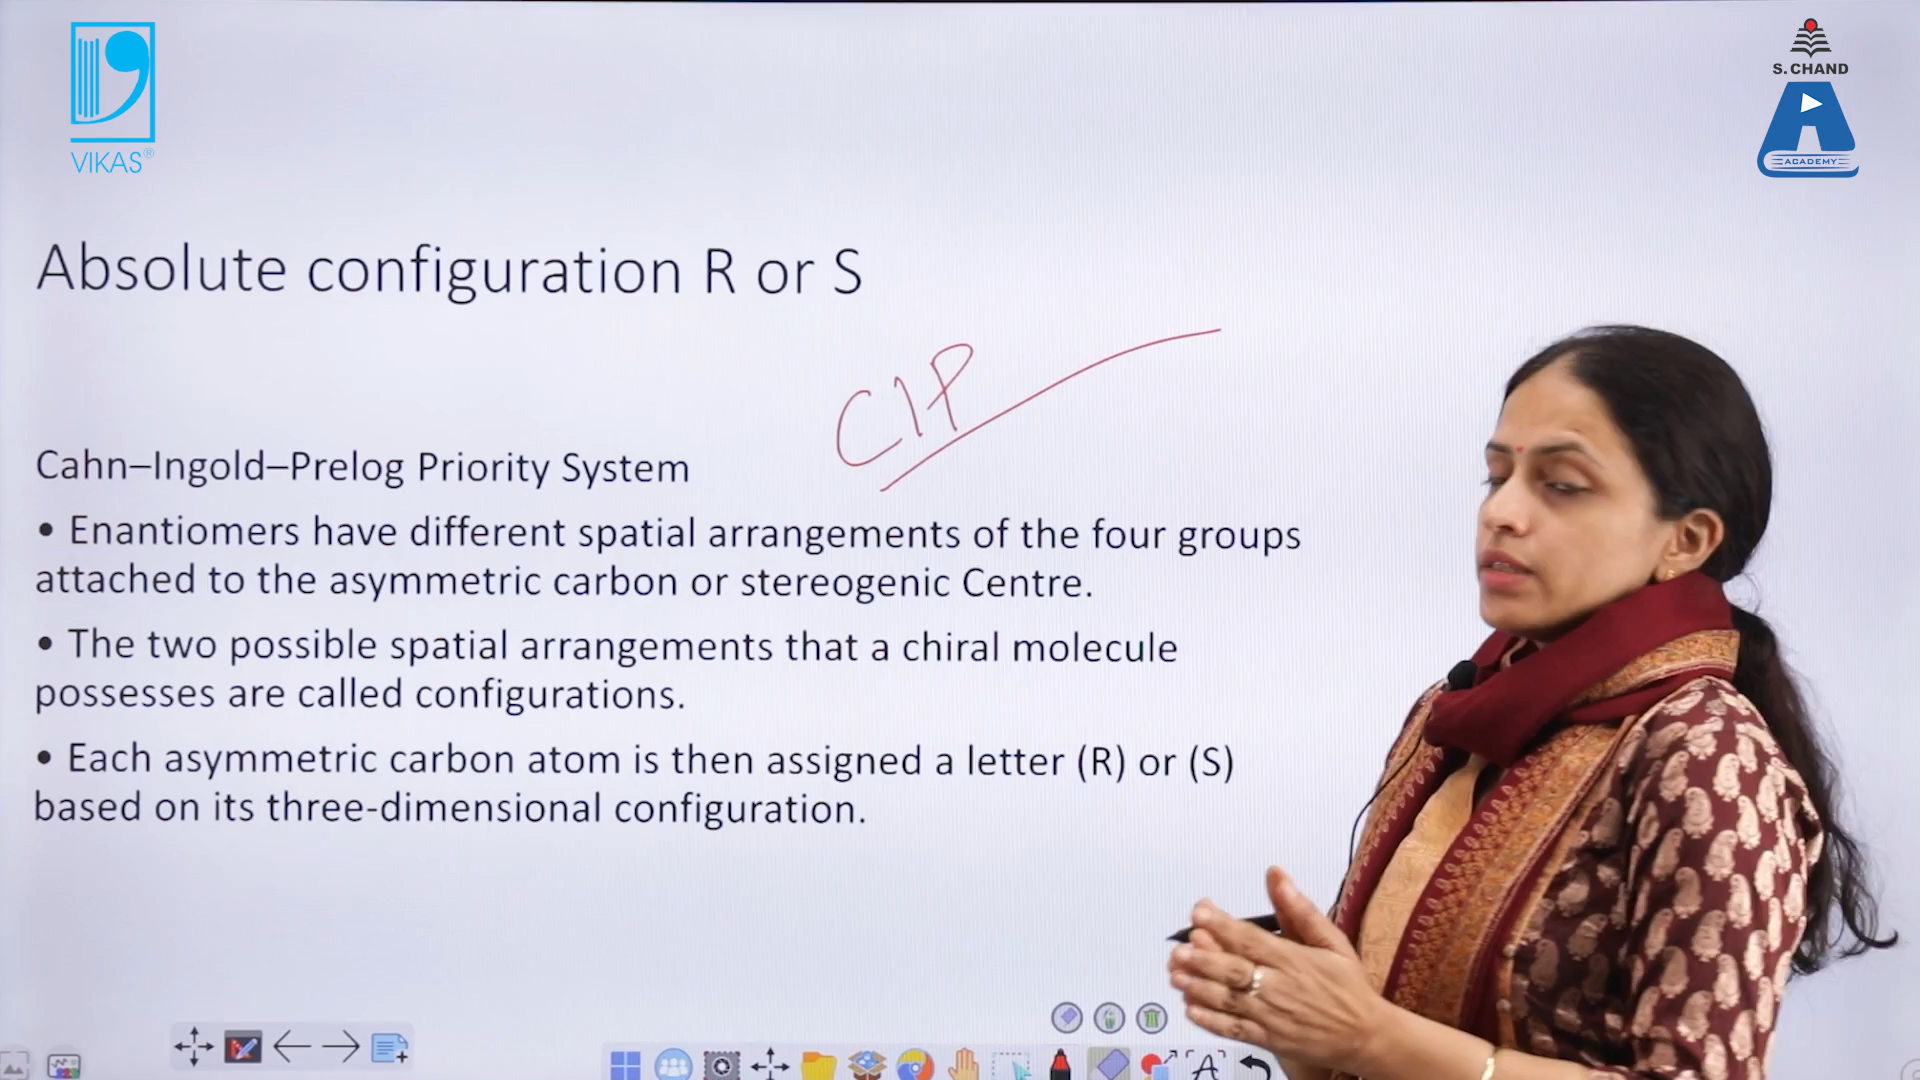 VIKAS®
S. CHAND
ACADEMY
Absolute configuration R or S
CIP
Cahn–Ingold–Prelog Priority System
• Enantiomers have different spatial arrangements of the four groups
attached to the asymmetric carbon or stereogenic Centre.
• The two possible spatial arrangements that a chiral molecule
possesses are called configurations.
• Each asymmetric carbon atom is then assigned a letter (R) or (S)
based on its three-dimensional configuration.